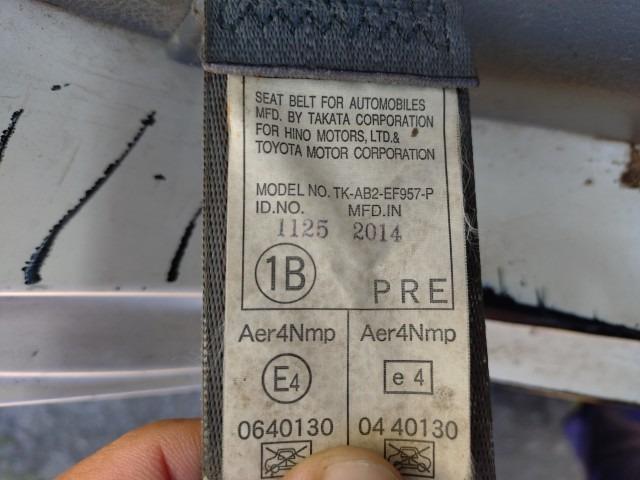 SEAT BELT FOR AUTOMOBILES
MFD. BY TAKATA CORPORATION
FOR HINO MOTORS, LTD.&
TOYOTA MOTOR CORPORATION
MODEL NO. TK-AB2-EF957-P
ID.NO. MFD.IN
1125 2014
1B PRE
Aer4Nmp Aer4Nmp
E4 e 4
0640130 04 40130